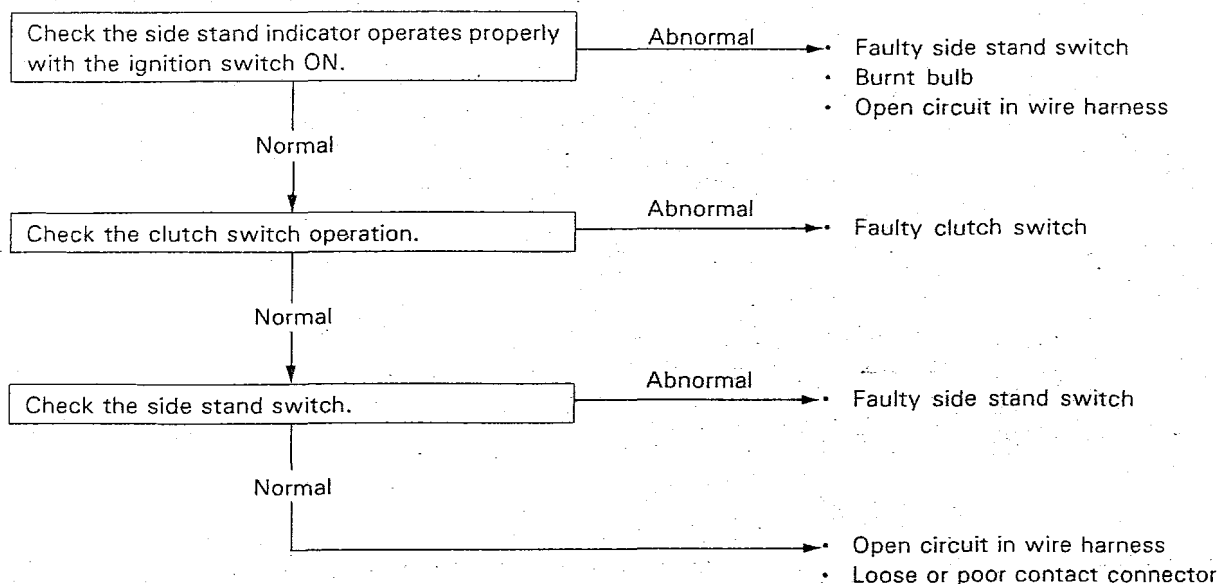 Check the side stand indicator operates properly
with the ignition switch ON.
Abnormal
• Faulty side stand switch
• Burnt bulb
• Open circuit in wire harness
Normal
Check the clutch switch operation.
Abnormal
• Faulty clutch switch
Normal
Check the side stand switch.
Abnormal
• Faulty side stand switch
Normal
• Open circuit in wire harness
• Loose or poor contact connector